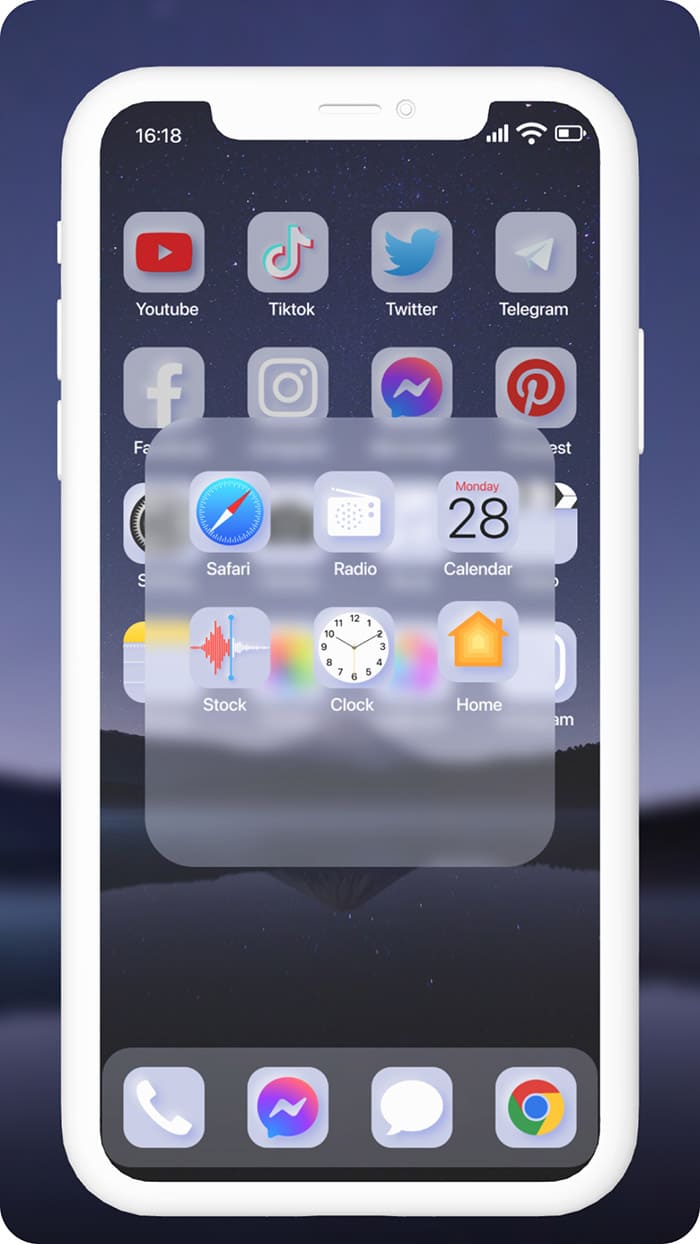 16:18
Youtube Tiktok Twitter Telegram
Fa est
Monday
28
Safari Radio Calendar
S o
11 12 1
10 2
9 3
8 4
7 6 5
Stock Clock Home
am